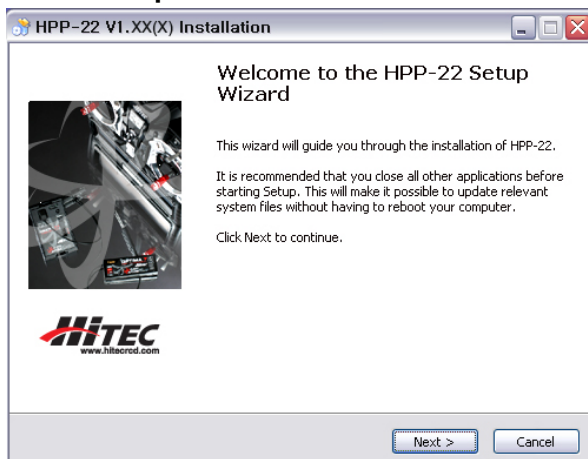 HPP-22 V1.XX(X) Installation
Welcome to the HPP-22 Setup
Wizard
This wizard will guide you through the installation of HPP-22.
It is recommended that you close all other applications before
starting Setup. This will make it possible to update relevant
system files without having to reboot your computer.
Click Next to continue.
HiTEC
www.hitecrcd.com
Next >
Cancel